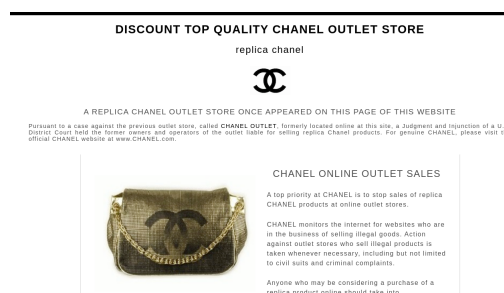 DISCOUNT TOP QUALITY CHANEL OUTLET STORE
replica chanel
A REPLICA CHANEL OUTLET STORE ONCE APPEARED ON THIS PAGE OF THIS WEBSITE
Pursuant to a case against the previous outlet store, called CHANEL OUTLET, formerly located online at this site, a Judgment and Injunction of a U.
District Court held the former owners and operators of the outlet liable for selling replica Chanel products. For genuine CHANEL, please visit t
official CHANEL website at www.CHANEL.com.
CHANEL ONLINE OUTLET SALES
A top priority at CHANEL is to stop sales of replica
CHANEL products at online outlet stores.
CHANEL monitors the internet for websites who are
in the business of selling illegal goods. Action
against outlet stores who sell illegal products is
taken whenever necessary, including but not limited
to civil suits and criminal complaints.
Anyone who may be considering a purchase of a
replica product online should take into